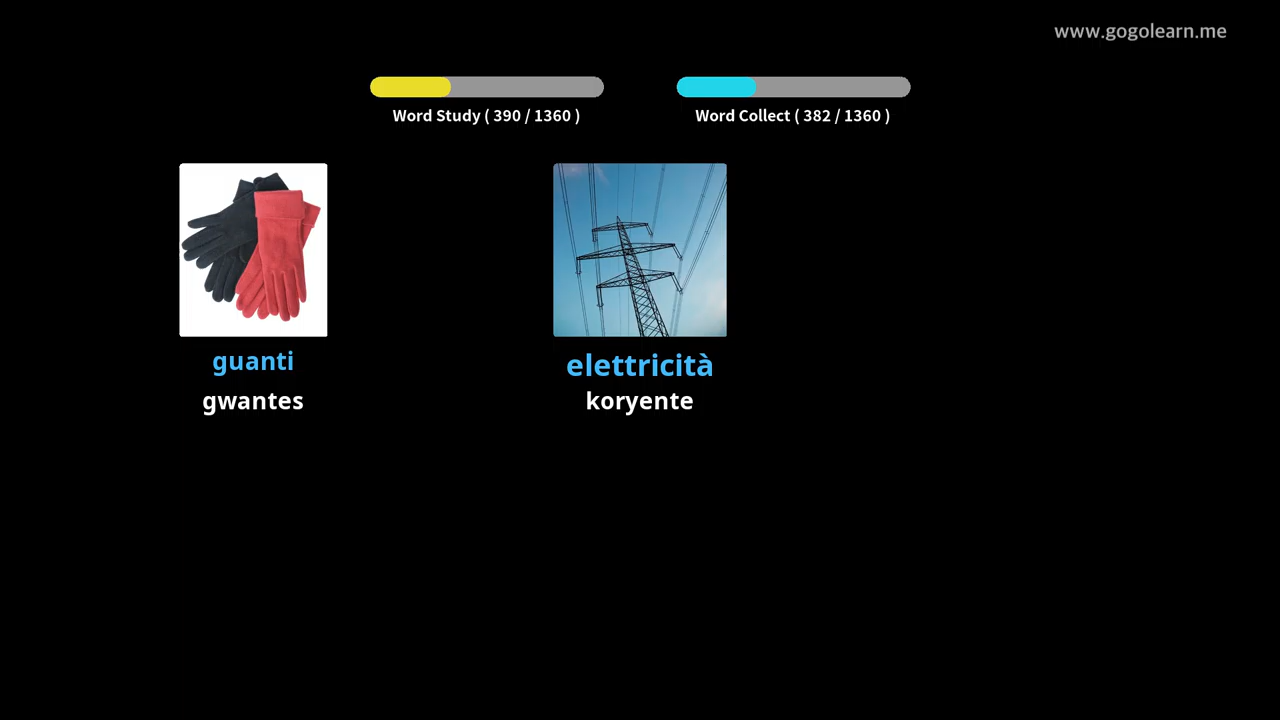 www.gogolearn.me
Word Study ( 390 / 1360 )
Word Collect ( 382 / 1360 )
guanti
gwantes
elettricità
koryente